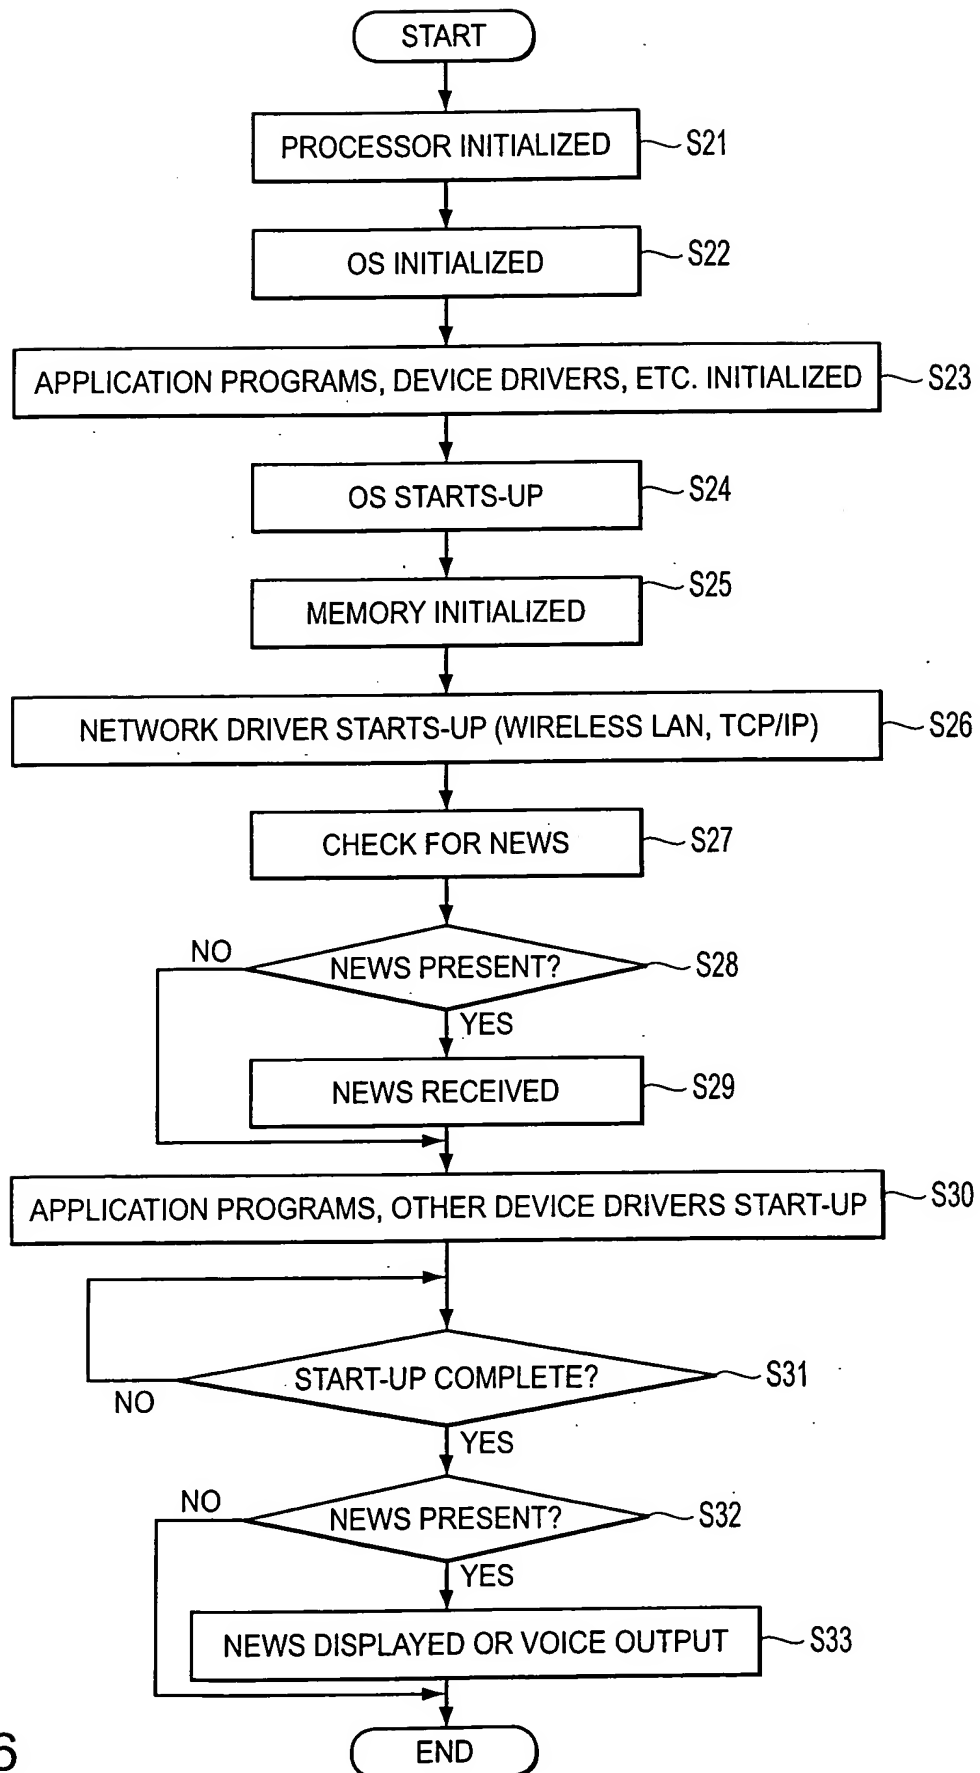 START
PROCESSOR INITIALIZED S21
OS INITIALIZED S22
APPLICATION PROGRAMS, DEVICE DRIVERS, ETC. INITIALIZED S23
OS STARTS-UP S24
MEMORY INITIALIZED S25
NETWORK DRIVER STARTS-UP (WIRELESS LAN, TCP/IP) S26
CHECK FOR NEWS S27
NO
NEWS PRESENT? S28
YES
NEWS RECEIVED S29
APPLICATION PROGRAMS, OTHER DEVICE DRIVERS START-UP S30
START-UP COMPLETE? S31
NO
YES
NO
NEWS PRESENT? S32
YES
NEWS DISPLAYED OR VOICE OUTPUT S33
END
6